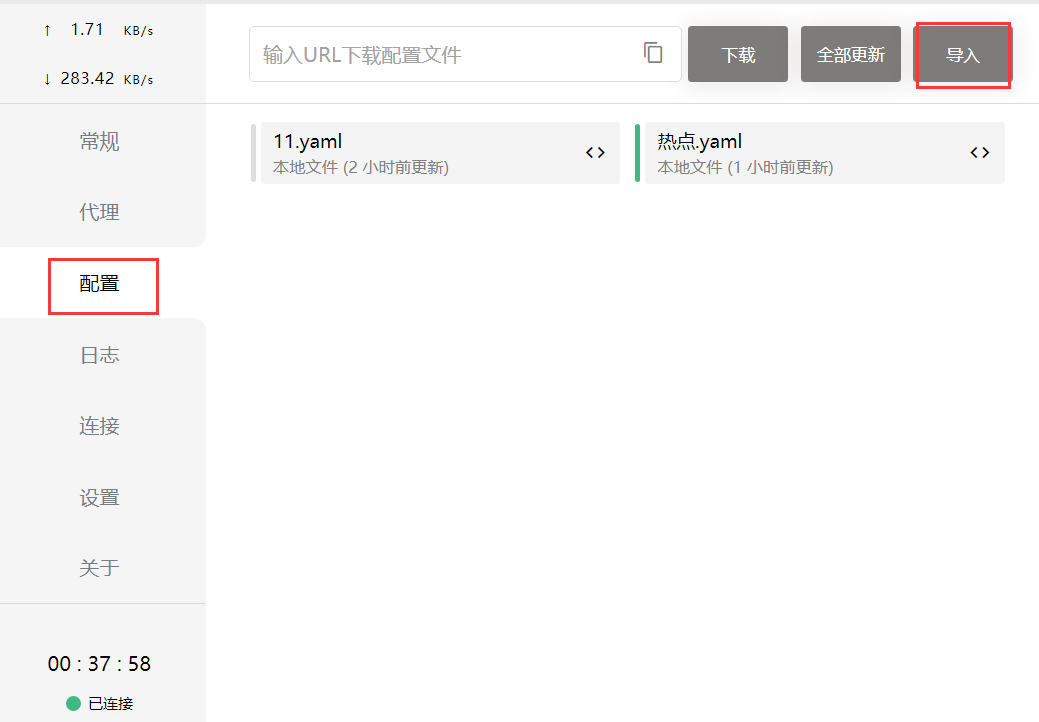 ↑ 1.71 KB/s
↓ 283.42 KB/s
常规
代理
配置
日志
连接
设置
关于
00 : 37 : 58
已连接
输入URL下载配置文件
下载
全部更新
导入
11.yaml
本地文件 (2 小时前更新)
热点.yaml
本地文件 (1 小时前更新)